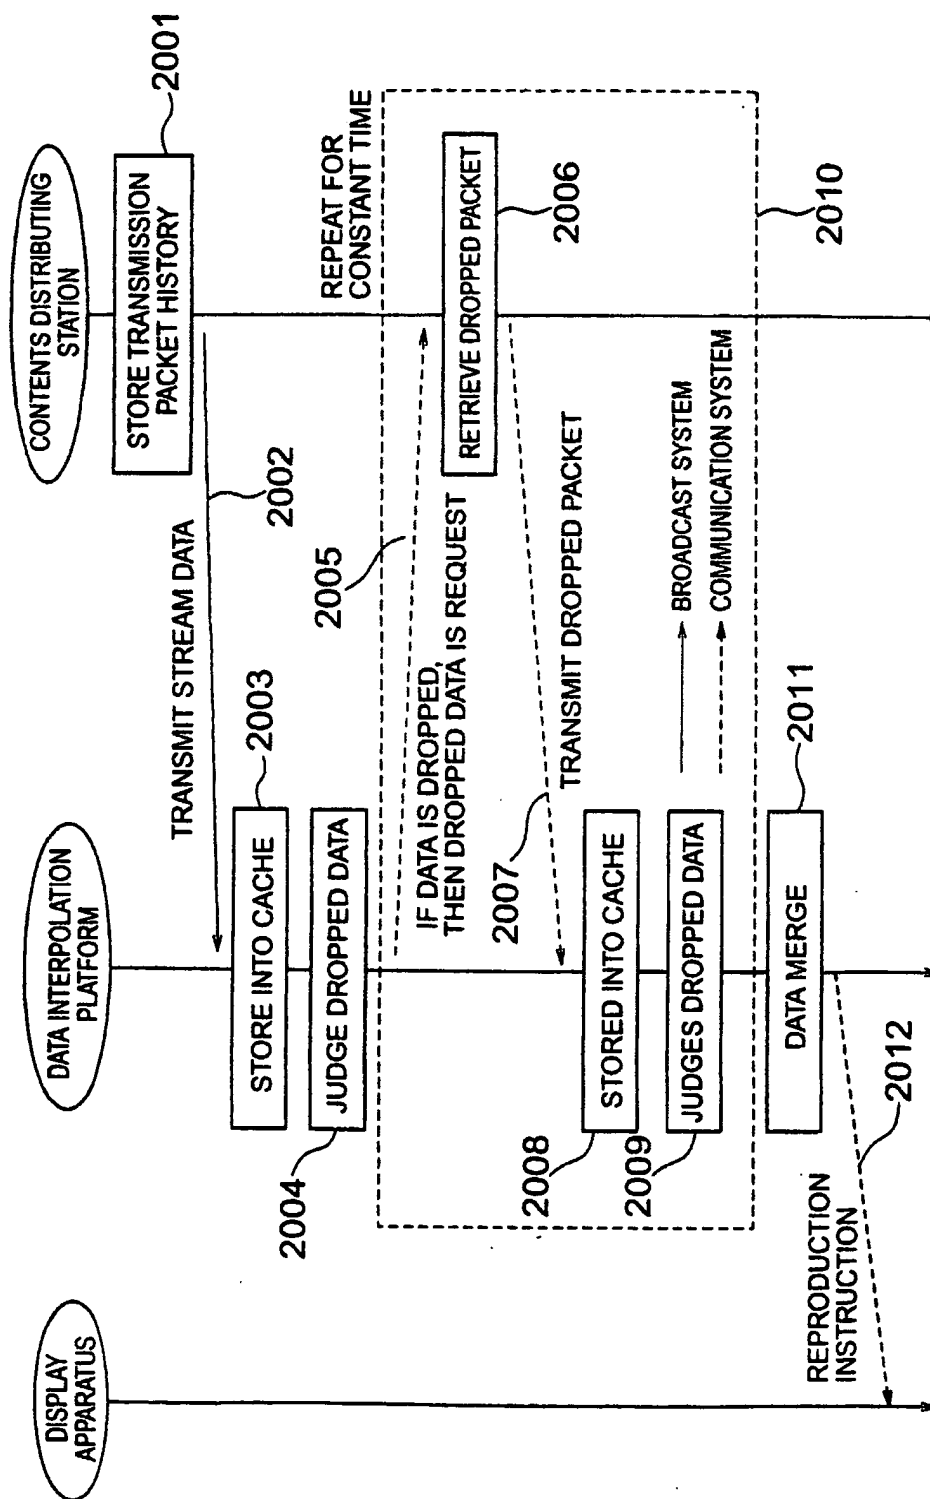 DISPLAY
APPARATUS
DATA INTERPOLATION
PLATFORM
CONTENTS DISTRIBUTING
STATION
STORE TRANSMISSION
PACKET HISTORY
2001
TRANSMIT STREAM DATA
2002
STORE INTO CACHE
2003
JUDGE DROPPED DATA
2004
REPEAT FOR
CONSTANT TIME
2005
IF DATA IS DROPPED,
THEN DROPPED DATA IS REQUEST
RETRIEVE DROPPED PACKET
2006
TRANSMIT DROPPED PACKET
2007
STORED INTO CACHE
2008
JUDGES DROPPED DATA
2009
BROADCAST SYSTEM
COMMUNICATION SYSTEM
2010
DATA MERGE
2011
REPRODUCTION
INSTRUCTION
2012